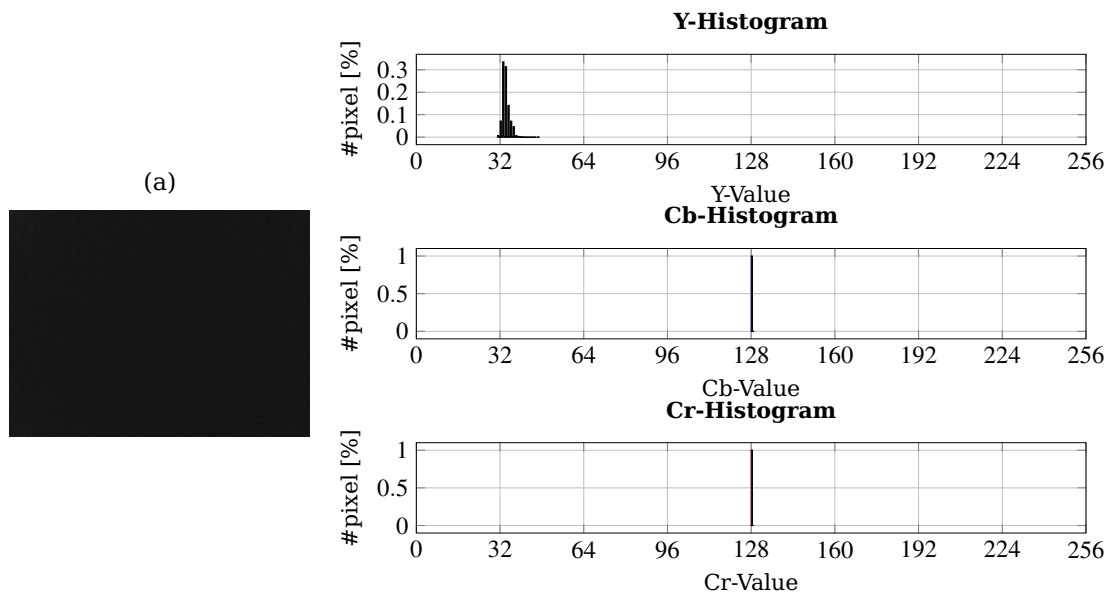 (a)
Y-Histogram
#pixel [%]
0.3
0.2
0.1
0
0 32 64 96 128 160 192 224 256
Y-Value
Cb-Histogram
#pixel [%]
1
0.5
0
0 32 64 96 128 160 192 224 256
Cb-Value
Cr-Histogram
#pixel [%]
1
0.5
0
0 32 64 96 128 160 192 224 256
Cr-Value